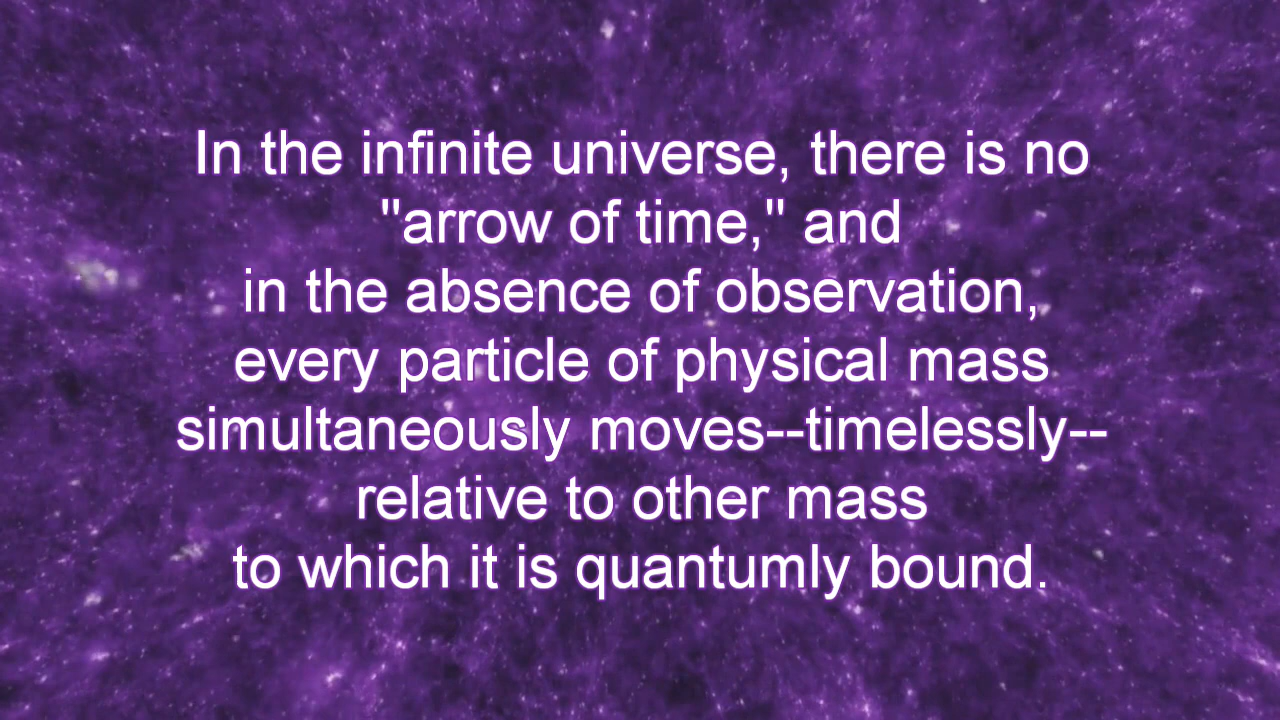 In the infinite universe, there is no
"arrow of time," and
in the absence of observation,
every particle of physical mass
simultaneously moves--timelessly--
relative to other mass
to which it is quantumly bound.